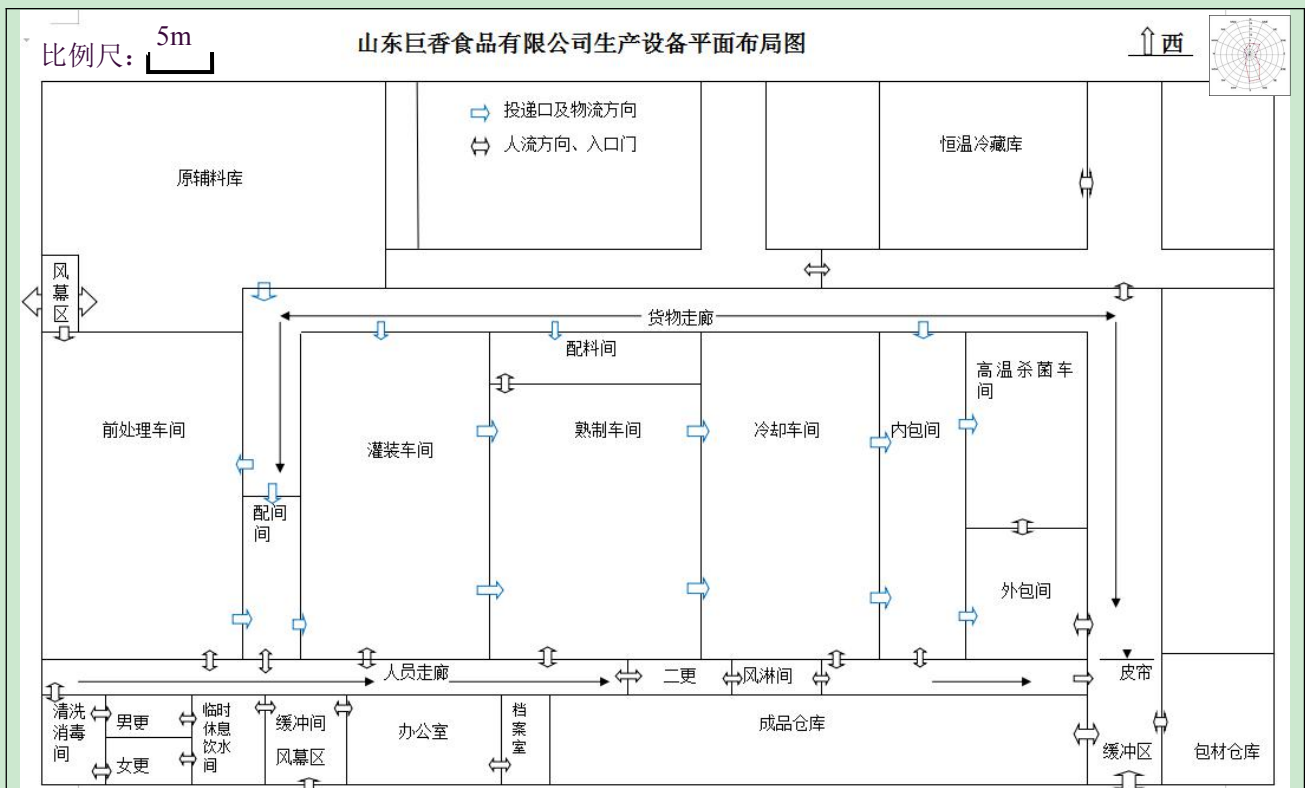 山东巨香食品有限公司生产设备平面布局图
比例尺：
5m
西
投递口及物流方向
人流方向、入口门
原辅料库
恒温冷藏库
风
幕
区
货物走廊
配料间
高温杀菌车
间
前处理车间
灌装车间
熟制车间
冷却车间
内包间
配间
间
外包间
人员走廊
二更
风淋间
皮帘
清洗
消毒
间
男更
女更
临时
休息
饮水
间
缓冲间
风幕区
办公室
档
案
室
成品仓库
缓冲区
包材仓库